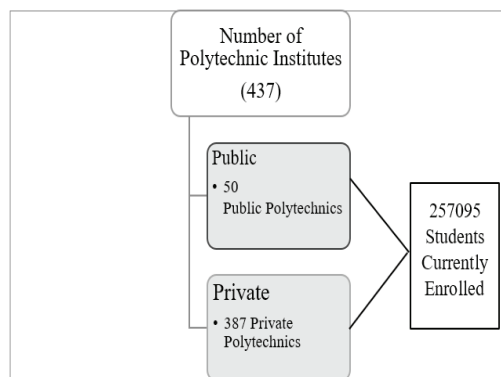 Number of
Polytechnic Institutes
(437)
Public
• 50
Public Polytechnics
Private
• 387 Private
Polytechnics
257095
Students
Currently
Enrolled